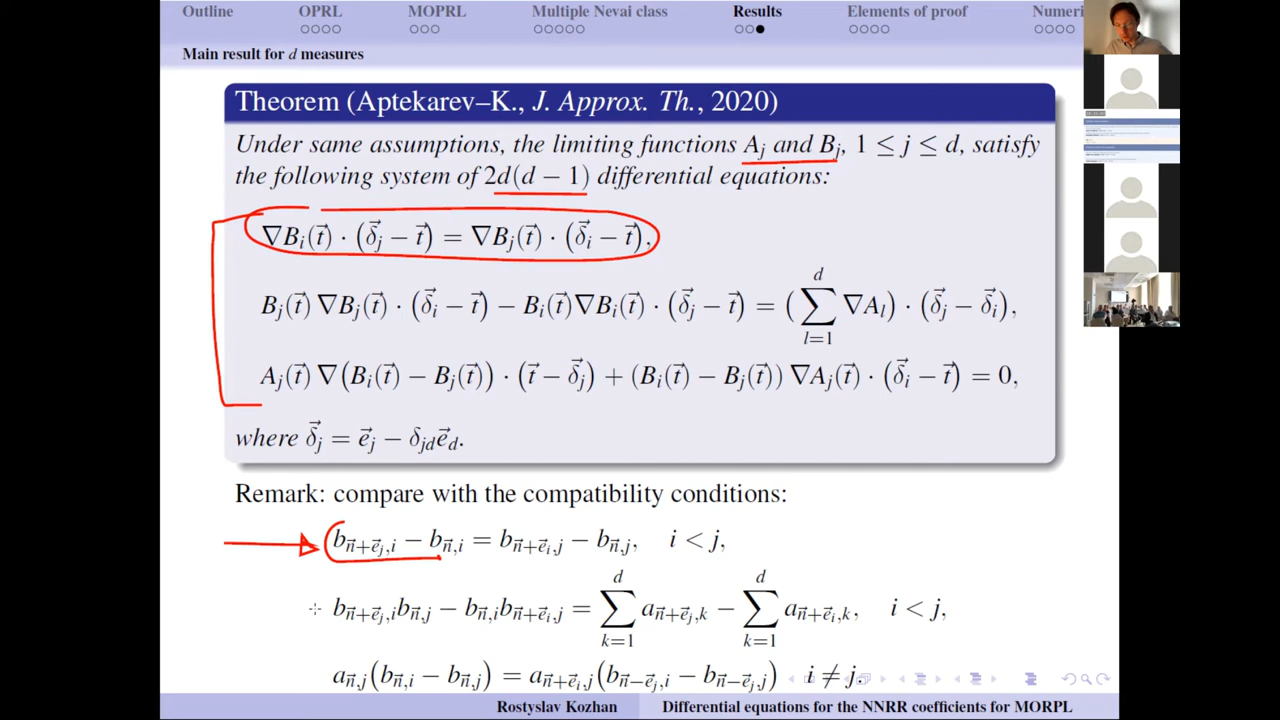 Outline OPRL MOPRL Multiple Nevai class Results Elements of proof Numeri
Main result for d measures
Theorem (Aptekarev–K., J. Approx. Th., 2020)
Under same assumptions, the limiting functions A_j and B_j, 1 ≤ j ≤ d, satisfy
the following system of 2d(d − 1) differential equations:
∇B_i(t⃗) · (δ⃗_j − t⃗) = ∇B_j(t⃗) · (δ⃗_i − t⃗),
B_j(t⃗) ∇B_j(t⃗) · (δ⃗_i − t⃗) − B_i(t⃗)∇B_i(t⃗) · (δ⃗_j − t⃗) = (∑_{l=1}^{d} ∇A_l) · (δ⃗_j − δ⃗_i),
A_j(t⃗) ∇(B_i(t⃗) − B_j(t⃗)) · (t⃗ − δ⃗_j) + (B_i(t⃗) − B_j(t⃗)) ∇A_j(t⃗) · (δ⃗_i − t⃗) = 0,
where δ⃗_j = e⃗_j − δ_{jd}e⃗_d.
Remark: compare with the compatibility conditions:
b_{n⃗+e⃗_j,i} − b_{n⃗,i} = b_{n⃗+e⃗_i,j} − b_{n⃗,j}, i < j,
b_{n⃗+e⃗_j,i}b_{n⃗,j} − b_{n⃗,i}b_{n⃗+e⃗_i,j} = ∑_{k=1}^{d} a_{n⃗+e⃗_j,k} − ∑_{k=1}^{d} a_{n⃗+e⃗_i,k}, i < j,
a_{n⃗,j}(b_{n⃗,i} − b_{n⃗,j}) = a_{n⃗+e⃗_i,j}(b_{n⃗−e⃗_j,i} − b_{n⃗−e⃗_j,j}) i ≠ j.
Rostyslav Kozhan Differential equations for the NNRR coefficients for MORPL